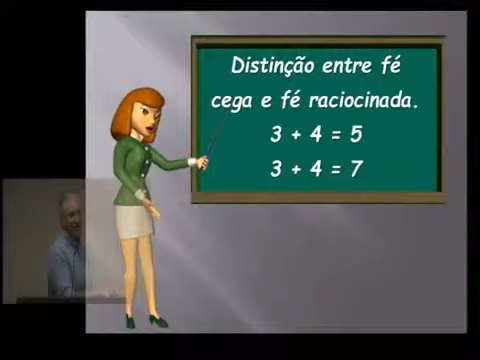 Distinção entre fé
cega e fé raciocinada.
3 + 4 = 5
3 + 4 = 7